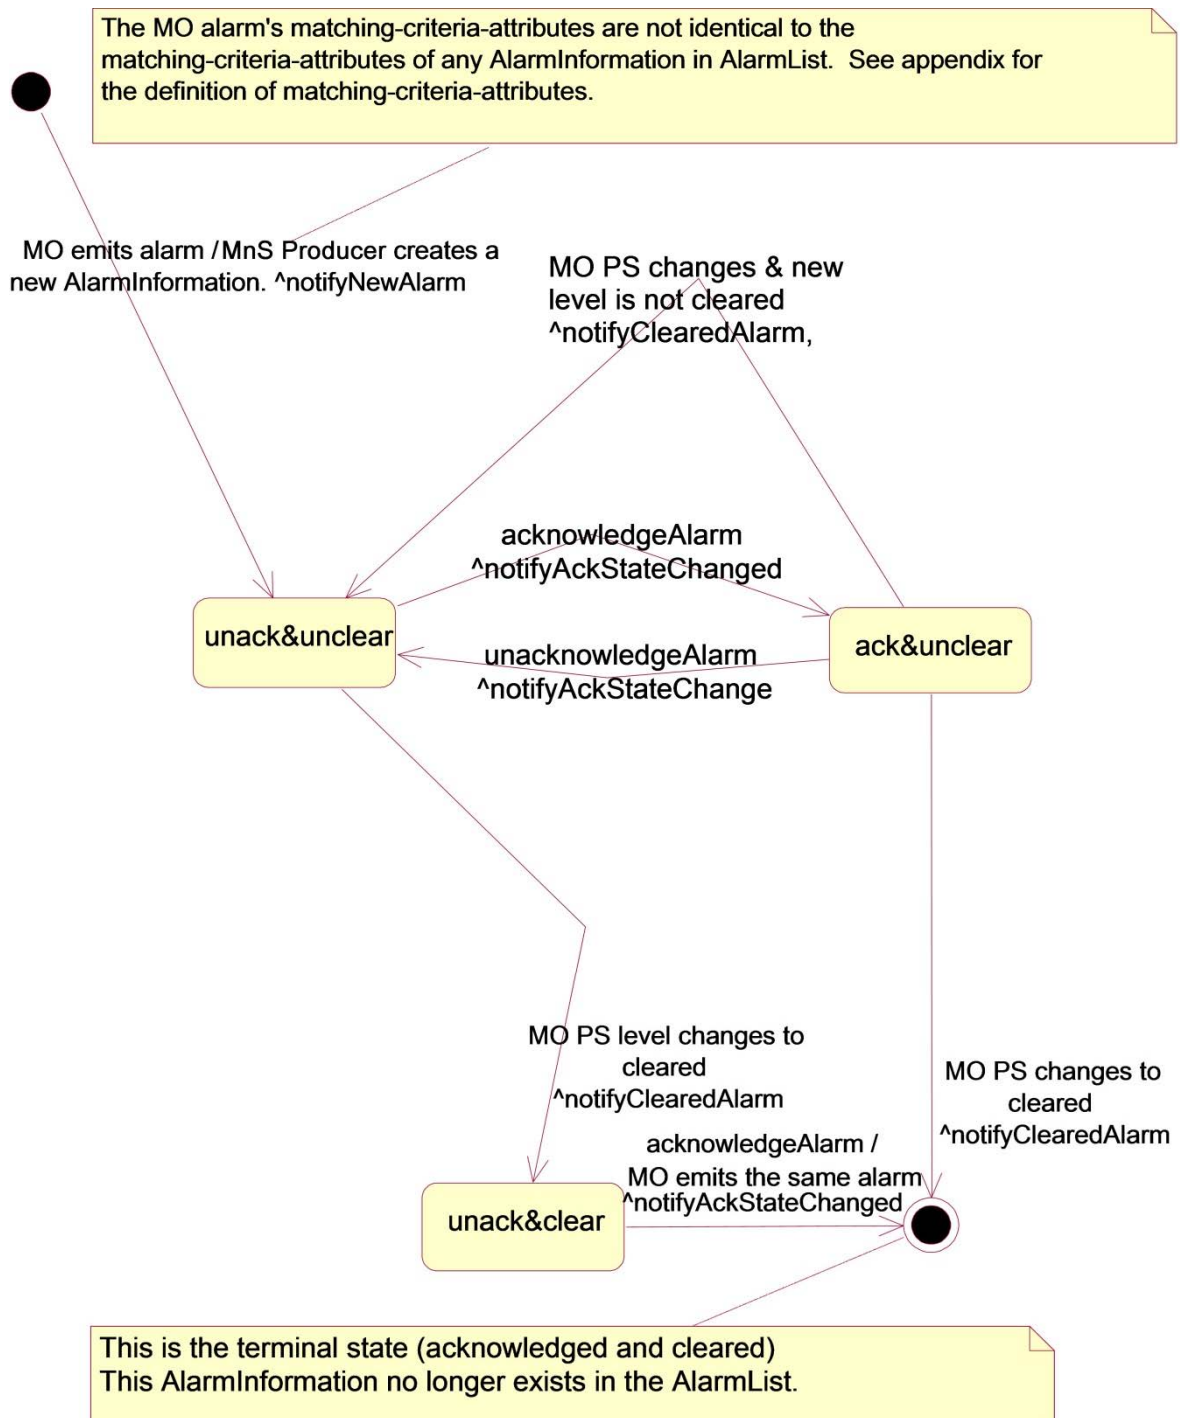 The MO alarm's matching-criteria-attributes are not identical to the
matching-criteria-attributes of any AlarmInformation in AlarmList.  See appendix for
the definition of matching-criteria-attributes.
MO emits alarm / MnS Producer creates a
new AlarmInformation. ^notifyNewAlarm
MO PS changes & new
level is not cleared
^notifyClearedAlarm,
acknowledgeAlarm
^notifyAckStateChanged
unack&unclear
ack&unclear
unacknowledgeAlarm
^notifyAckStateChange
MO PS level changes to
cleared
^notifyClearedAlarm
MO PS changes to
cleared
^notifyClearedAlarm
acknowledgeAlarm /
MO emits the same alarm
^notifyAckStateChanged
unack&clear
This is the terminal state (acknowledged and cleared)
This AlarmInformation no longer exists in the AlarmList.